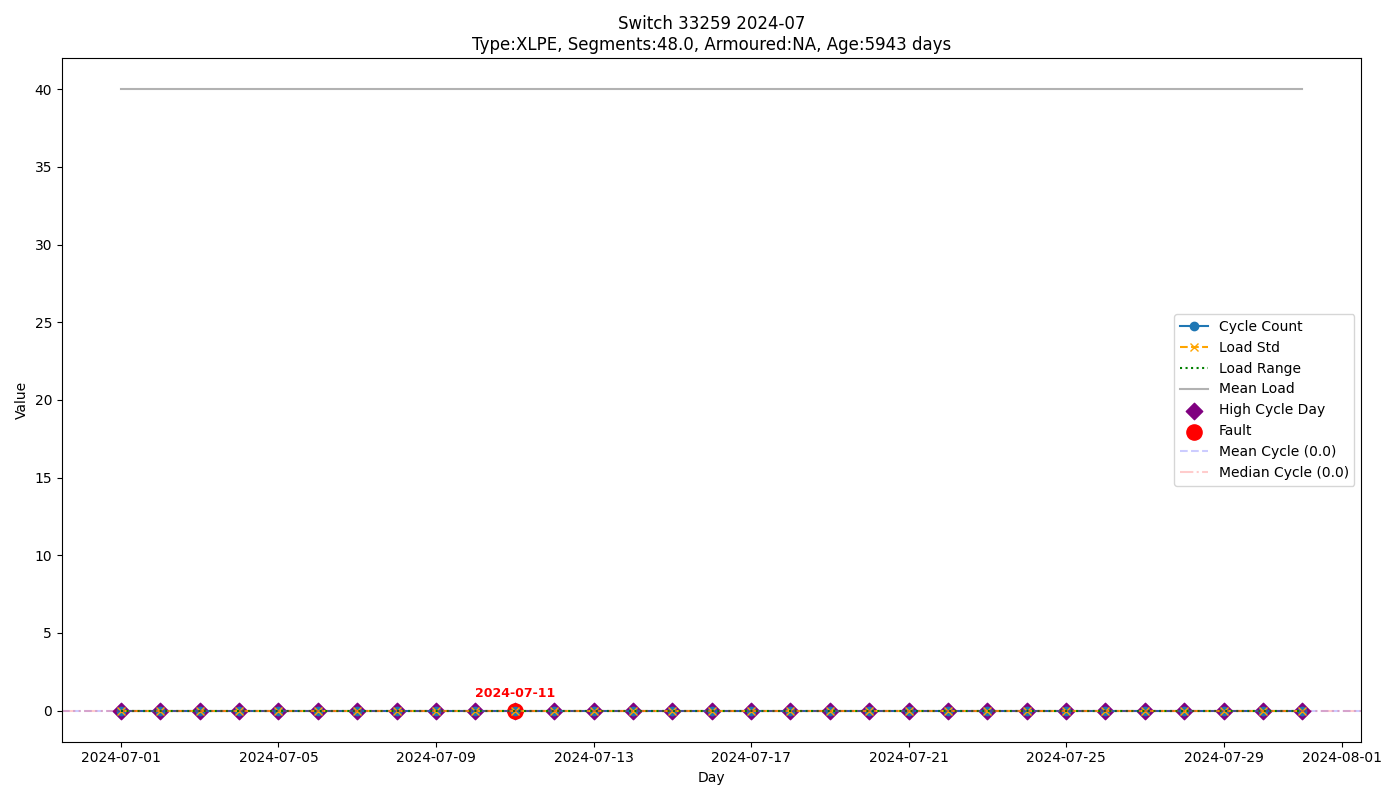 Switch 33259 2024-07
Type:XLPE, Segments:48.0, Armoured:NA, Age:5943 days
40
35
30
25
20
15
10
5
0
Value
Cycle Count
Load Std
Load Range
Mean Load
High Cycle Day
Fault
Mean Cycle (0.0)
Median Cycle (0.0)
2024-07-11
2024-07-01
2024-07-05
2024-07-09
2024-07-13
2024-07-17
2024-07-21
2024-07-25
2024-07-29
2024-08-01
Day